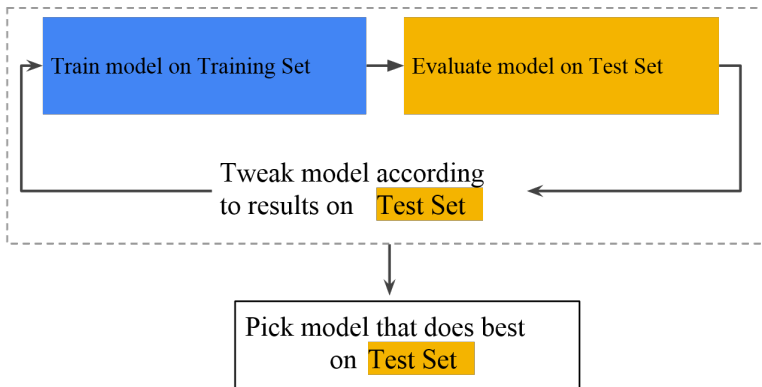 Train model on Training Set
Evaluate model on Test Set
Tweak model according
to results on Test Set
Pick model that does best
on Test Set